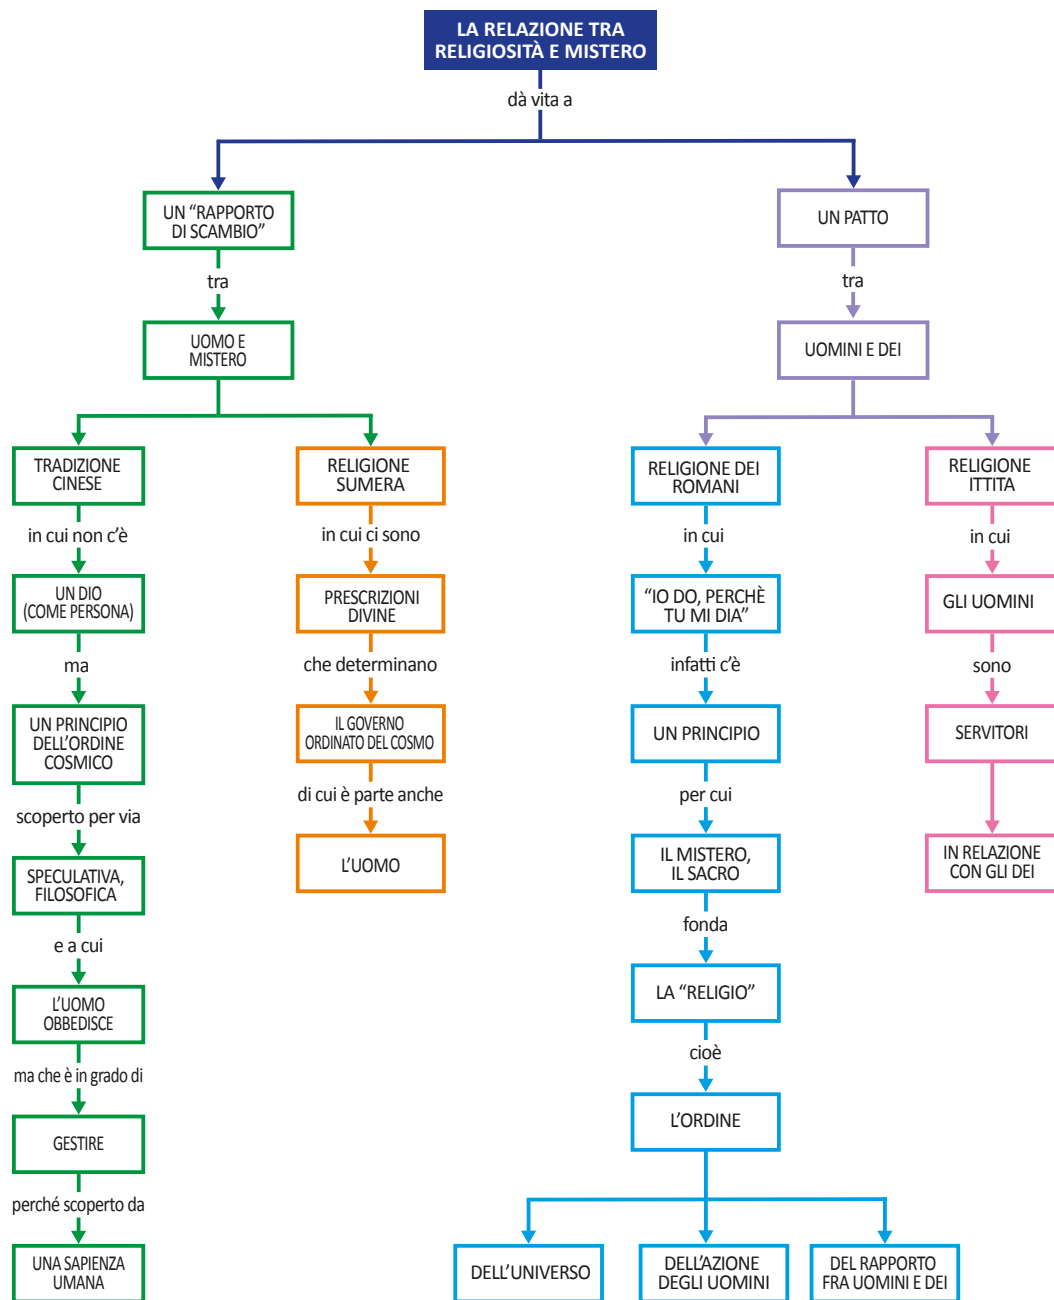 LA RELAZIONE TRA
RELIGIOSITÀ E MISTERO
dà vita a
UN “RAPPORTO
DI SCAMBIO”
tra
UOMO E
MISTERO
TRADIZIONE
CINESE
in cui non c’è
UN DIO
(COME PERSONA)
ma
UN PRINCIPIO
DELL’ORDINE
COSMICO
scoperto per via
SPECULATIVA,
FILOSOFICA
e a cui
L’UOMO
OBBEDISCE
ma che è in grado di
GESTIRE
perché scoperto da
UNA SAPIENZA
UMANA
RELIGIONE
SUMERA
in cui ci sono
PRESCRIZIONI
DIVINE
che determano
IL GOVERNO
ORDINATO DEL COSMO
di cui è parte anche
L’UOMO
UN PATTO
tra
UOMINI E DEI
RELIGIONE DEI
ROMANI
in cui
“IO DO, PERCHÈ
TU MI DIA”
infatti c’è
UN PRINCIPIO
per cui
IL MISTERO,
IL SACRO
fonda
LA “RELIGIO”
cioè
L’ORDINE
DELL’UNIVERSO
DELL’AZIONE
DEGLI UOMINI
DEL RAPPORTO
FRA UOMINI E DEI
RELIGIONE
ITTITA
in cui
GLI UOMINI
sono
SERVITORI
IN RELAZIONE
CON GLI DEI